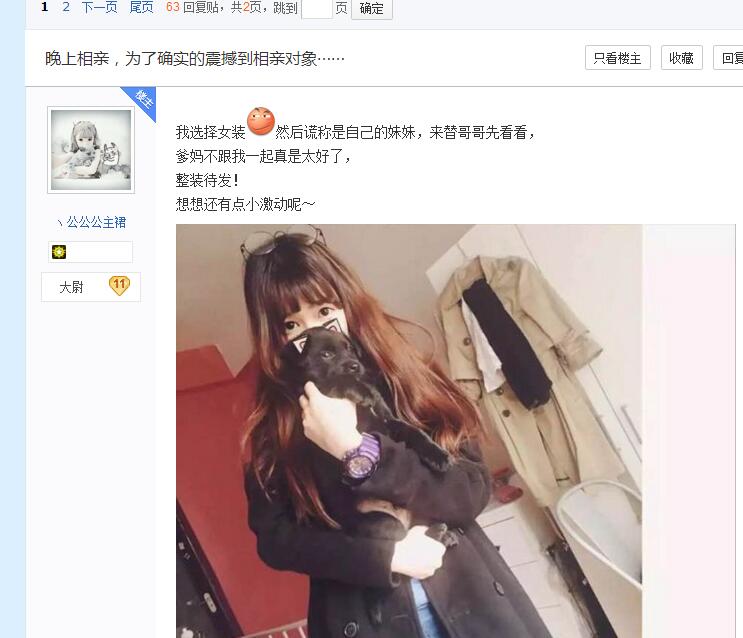 1 2 下一页 尾页 63 回复贴，共2页，跳到 页 确定
晚上相亲，为了确实的震撼到相亲对象……
只看楼主 收藏
楼主
我选择女装然后谎称是自己的妹妹，来替哥哥先看看，
爹妈不跟我一起真是太好了，
整装待发！
想想还有点小激动呢～
ヽ公公公主裙
大尉 11